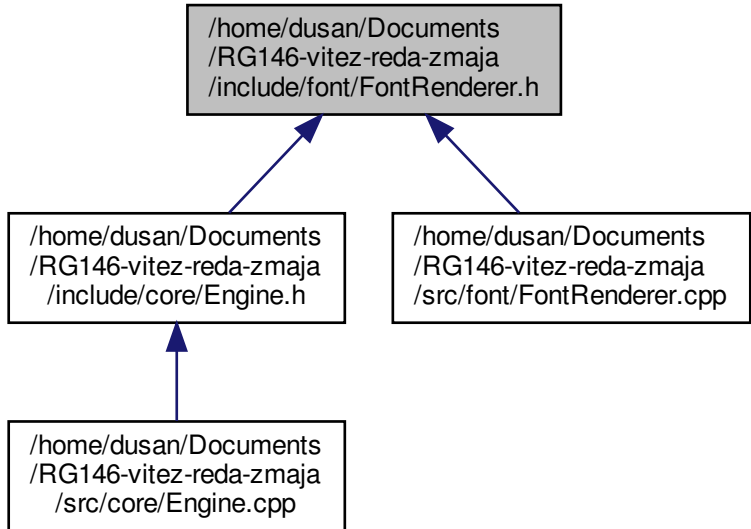 /home/dusan/Documents
/RG146-vitez-reda-zmaja
/include/font/FontRenderer.h
/home/dusan/Documents
/RG146-vitez-reda-zmaja
/include/core/Engine.h
/home/dusan/Documents
/RG146-vitez-reda-zmaja
/src/font/FontRenderer.cpp
/home/dusan/Documents
/RG146-vitez-reda-zmaja
/src/core/Engine.cpp